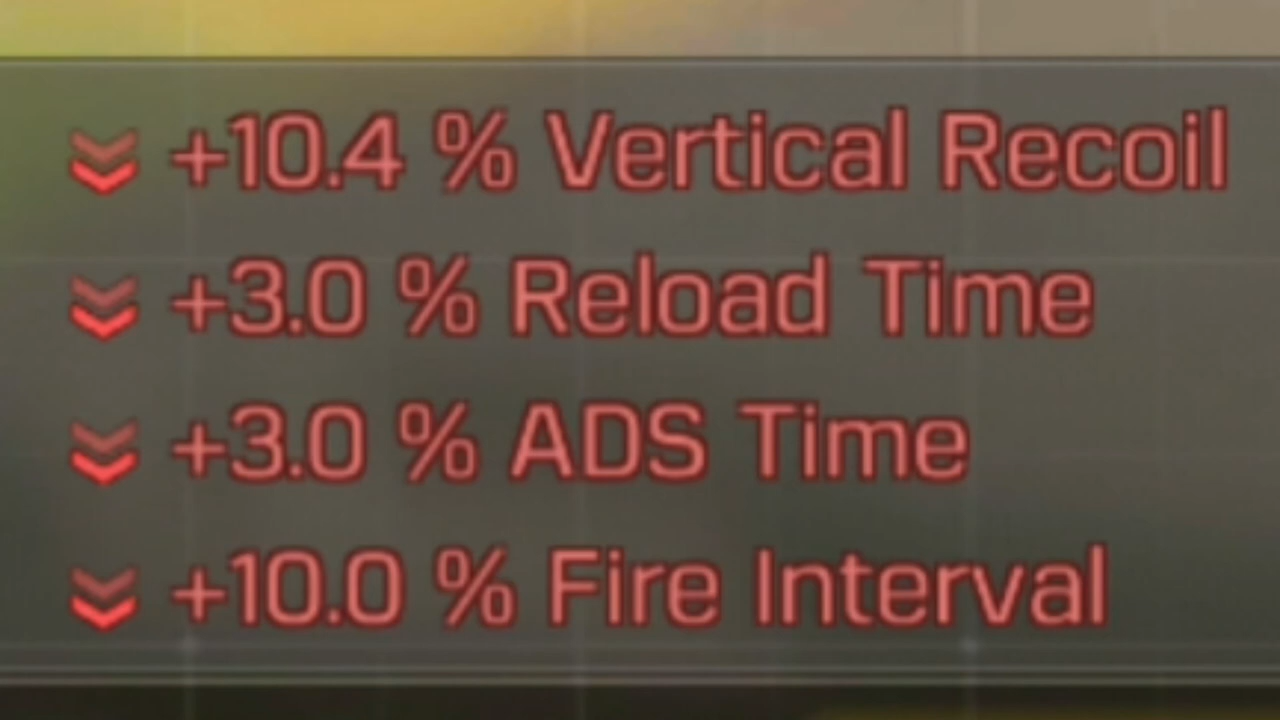 +10.4 % Vertical Recoil
+3.0 % Reload Time
+3.0 % ADS Time
+10.0 % Fire Interval